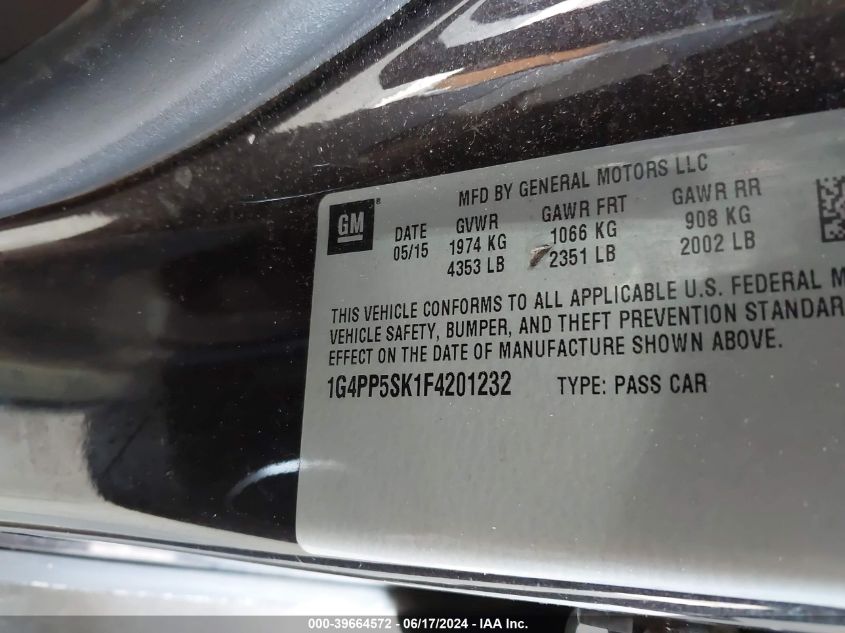 MFD BY GENERAL MOTORS LLC
GM®
DATE GVWR GAWR FRT GAWR RR
05/15 1974 KG 1066 KG 908 KG
4353 LB 2351 LB 2002 LB
THIS VEHICLE CONFORMS TO ALL APPLICABLE U.S. FEDERAL M
VEHICLE SAFETY, BUMPER, AND THEFT PREVENTION STANDAR
EFFECT ON THE DATE OF MANUFACTURE SHOWN ABOVE.
1G4PP5SK1F4201232 TYPE: PASS CAR
000-39664572 / 06/17/2024 - IAA Inc.